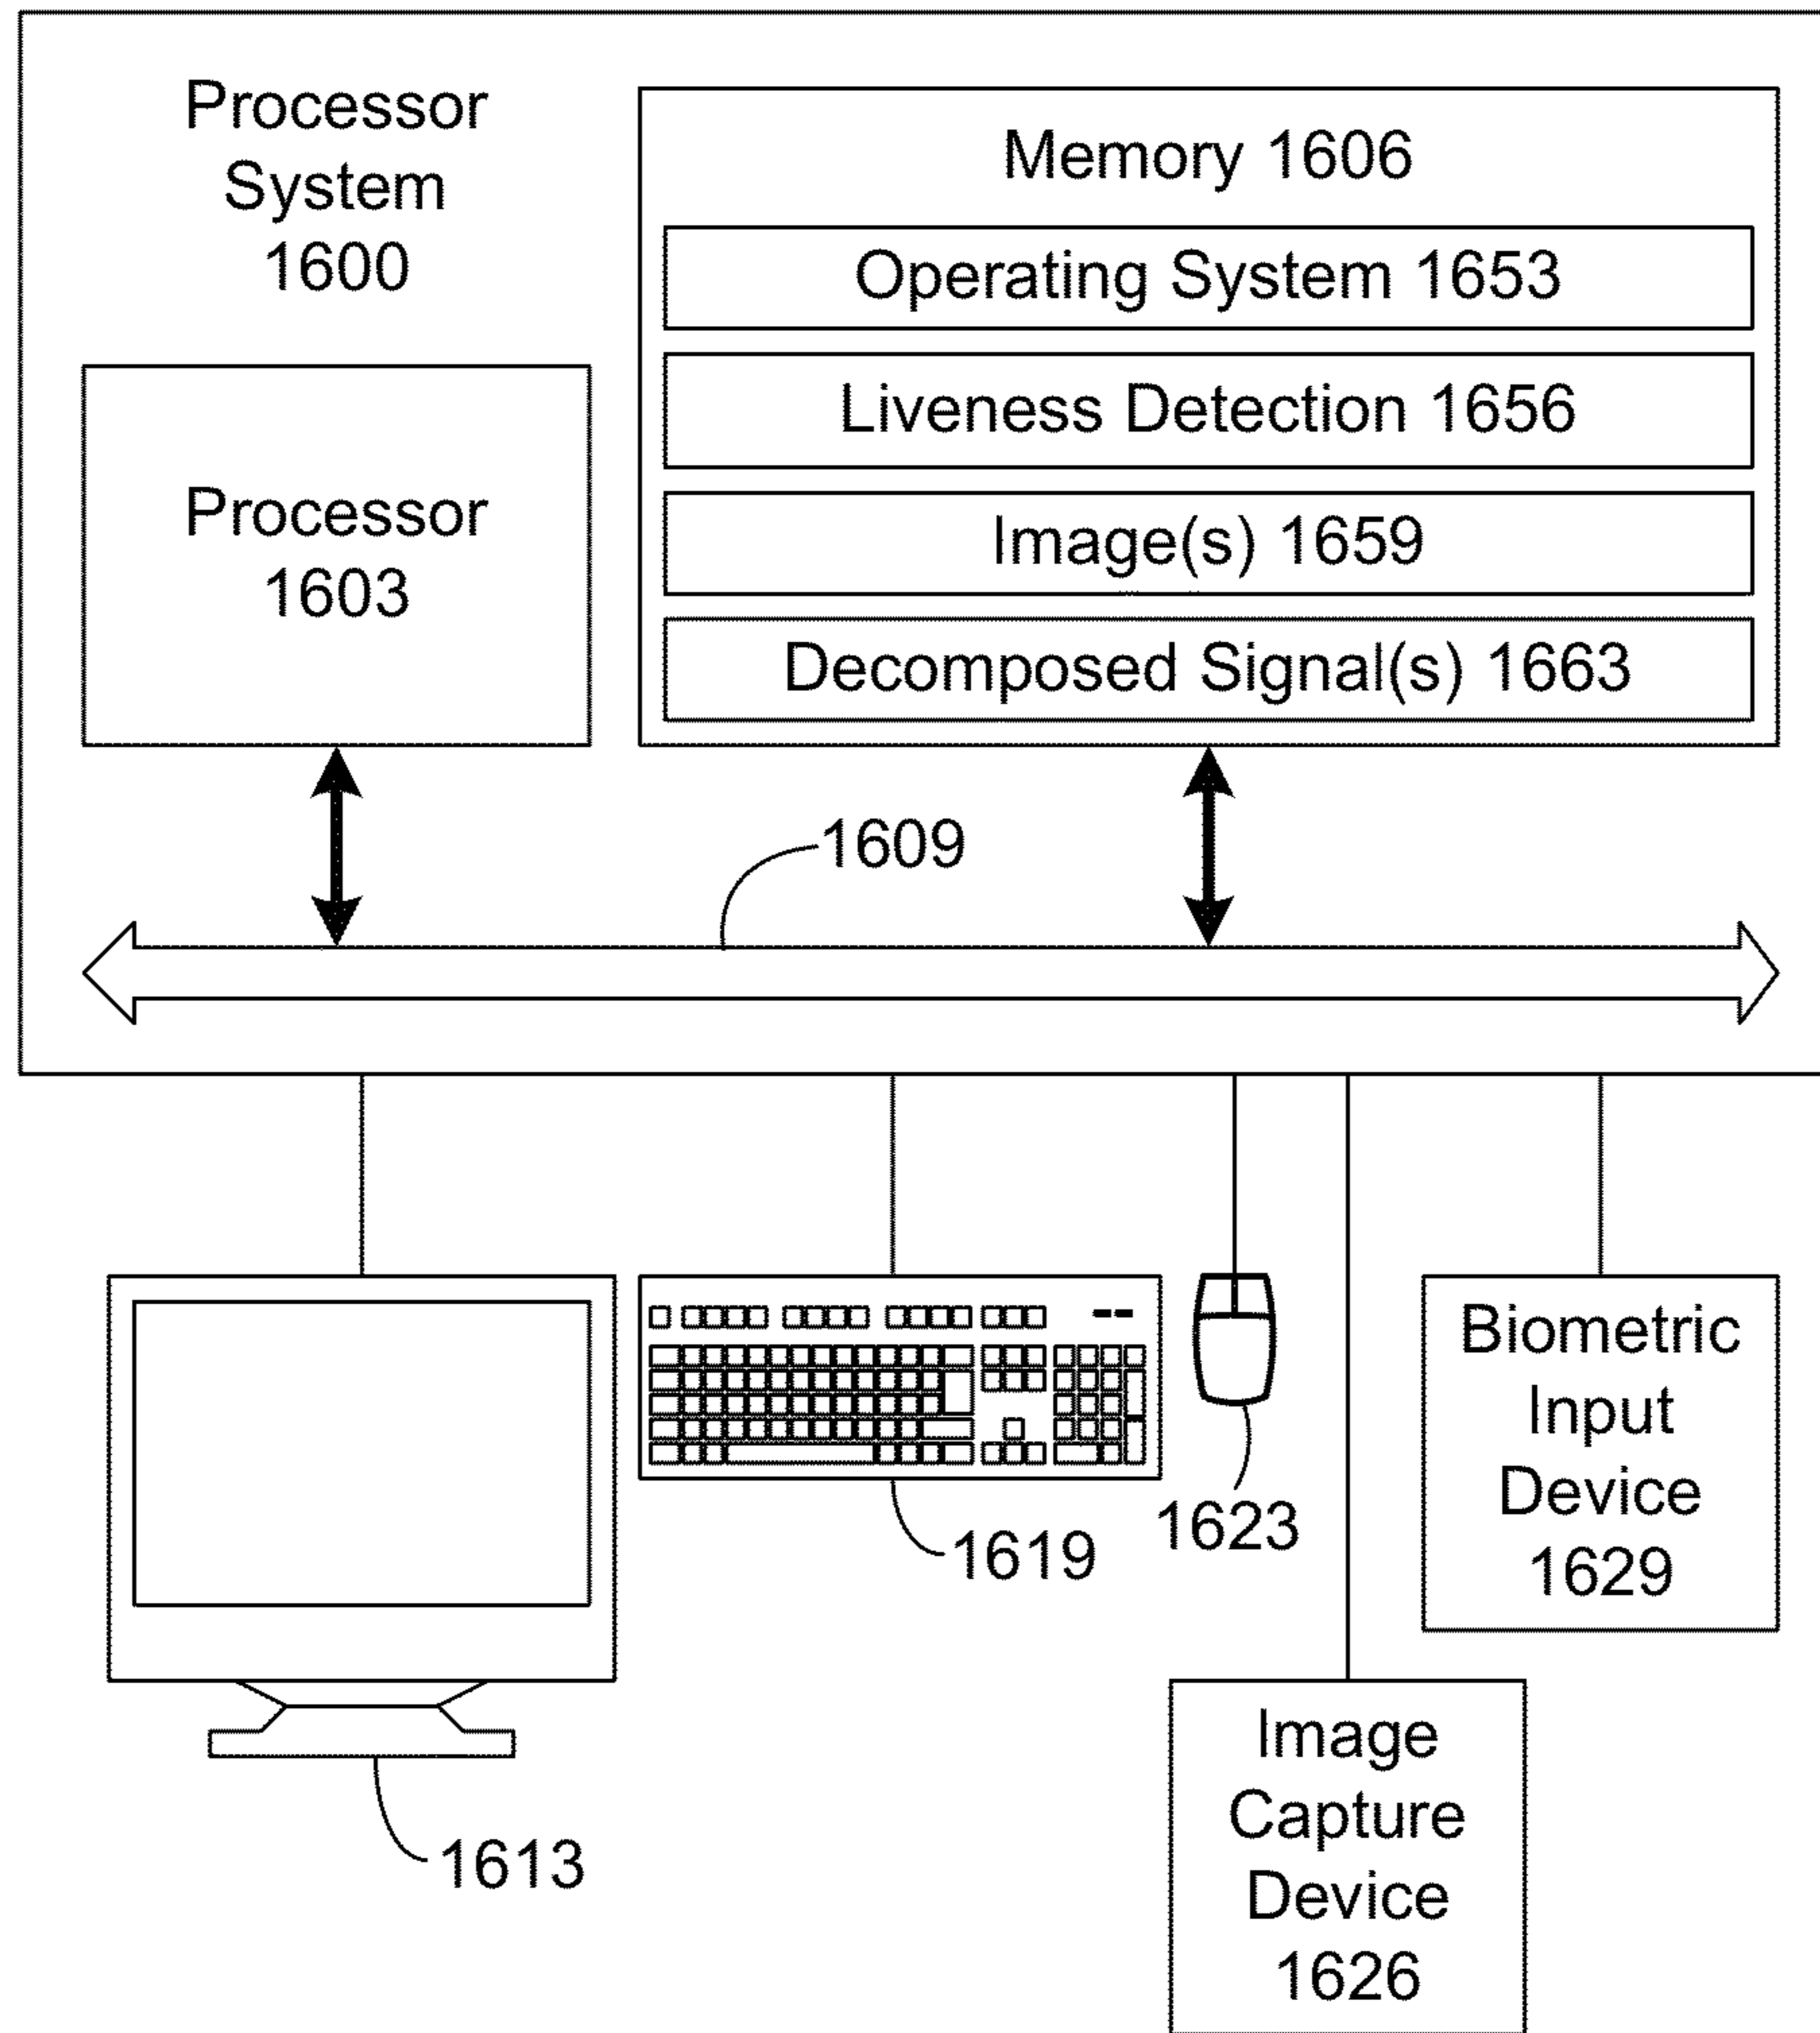 Processor
System
1600
Memory 1606
Operating System 1653
Liveness Detection 1656
Image(s) 1659
Decomposed Signal(s) 1663
Processor
1603
1609
Biometric
Input
Device
1629
1623
1619
Image
Capture
Device
1626
1613